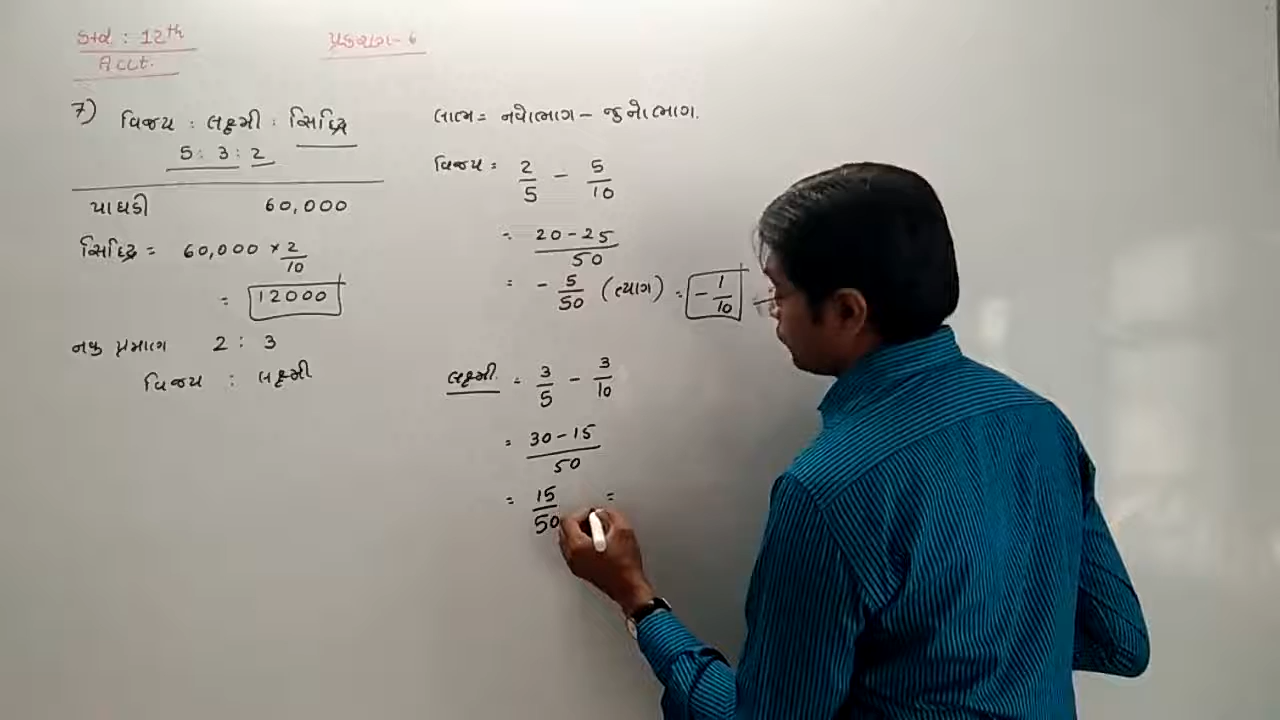 Std : 12th
Acct.
પ્રકરણ - 6
7) વિજય : લક્ષ્મી : સિધ્ધિ
5 : 3 : 2
પાઘડી 60,000
સિધ્ધિ = 60,000 × 2/10
= 12000
નફા પ્રમાણ 2 : 3
વિજય : લક્ષ્મી
લાભ = નવોભાગ - જુનોભાગ.
વિજય = 2/5 - 5/10
= 20 - 25 / 50
= - 5/50 (ત્યાગ) = - 1/10
લક્ષ્મી = 3/5 - 3/10
= 30 - 15 / 50
= 15/50 =